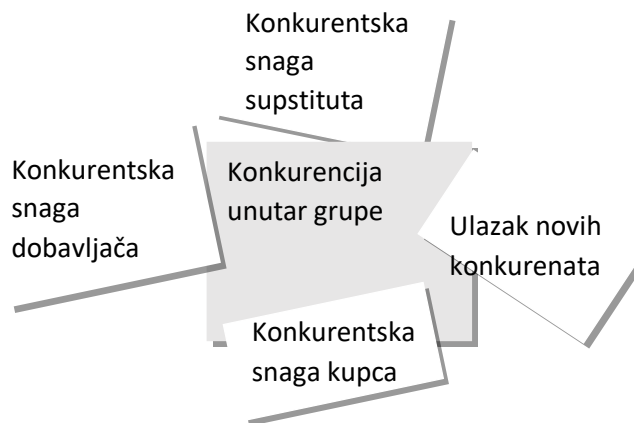 Konkurentska
snaga
supstituta
Konkurentska
snaga
dobavljača
Konkurencija
unutar grupe
Ulazak novih
konkurenata
Konkurentska
snaga kupca